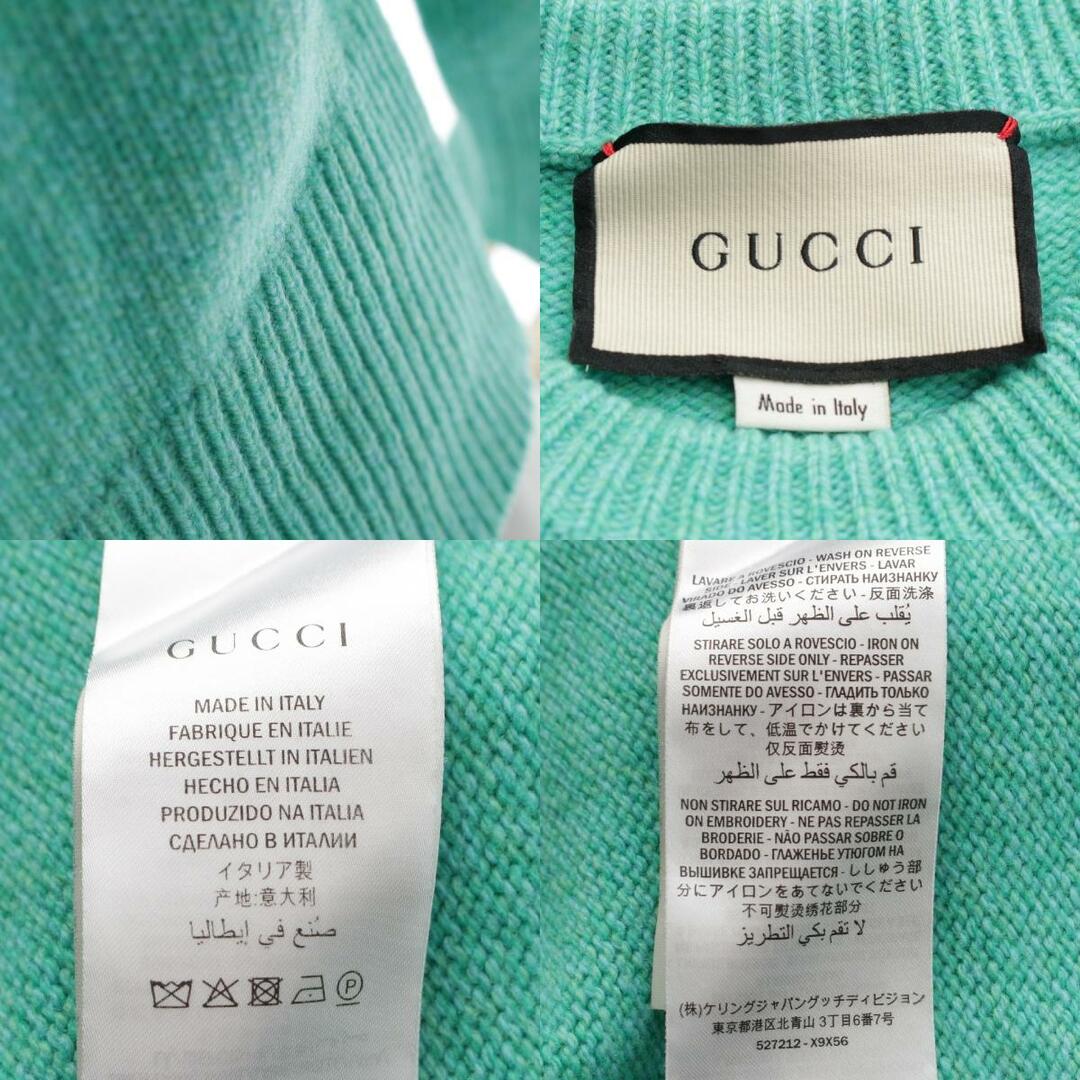 GUCCI
Made in Italy
GUCCI
MADE IN ITALY
FABRIQUE EN ITALIE
HERGESTELLT IN ITALIEN
HECHO EN ITALIA
PRODUZIDO NA ITALIA
СДЕЛАНО В ИТАЛИИ
イタリア製
产地:意大利
صُنع في إيطاليا
P
LAVARE A ROVESCIO - WASH ON REVERSE
SIDE - LAVER SUR L'ENVERS - LAVAR
VIRADO DO AVESSO - СТИРАТЬ НАИЗНАНКУ
裏返してお洗いください - 反面洗涤
يُقلب على الظهر قبل الغسيل
STIRARE SOLO A ROVESCIO - IRON ON
REVERSE SIDE ONLY - REPASSER
EXCLUSIVEMENT SUR L'ENVERS - PASSAR
SOMENTE DO AVESSO - ГЛАДИТЬ ТОЛЬКО
НАИЗНАНКУ - アイロンは裏から当て
布をして、低温でかけてください
仅反面熨烫
قم بالكي فقط على الظهر
NON STIRARE SUL RICAMO - DO NOT IRON
ON EMBROIDERY - NE PAS REPASSER LA
BRODERIE - NÃO PASSAR SOBRE O
BORDADO - ГЛАЖЕНЬЕ УТЮГОМ НА
ВЫШИВКЕ ЗАПРЕЩАЕТСЯ - ししゅう部
分にアイロンをあてないでください
不可熨烫绣花部分
لا تقم بكي التطريز
(株)ケリングジャパングッチディビジョン
東京都港区北青山 3丁目6番7号
527212 - X9X56